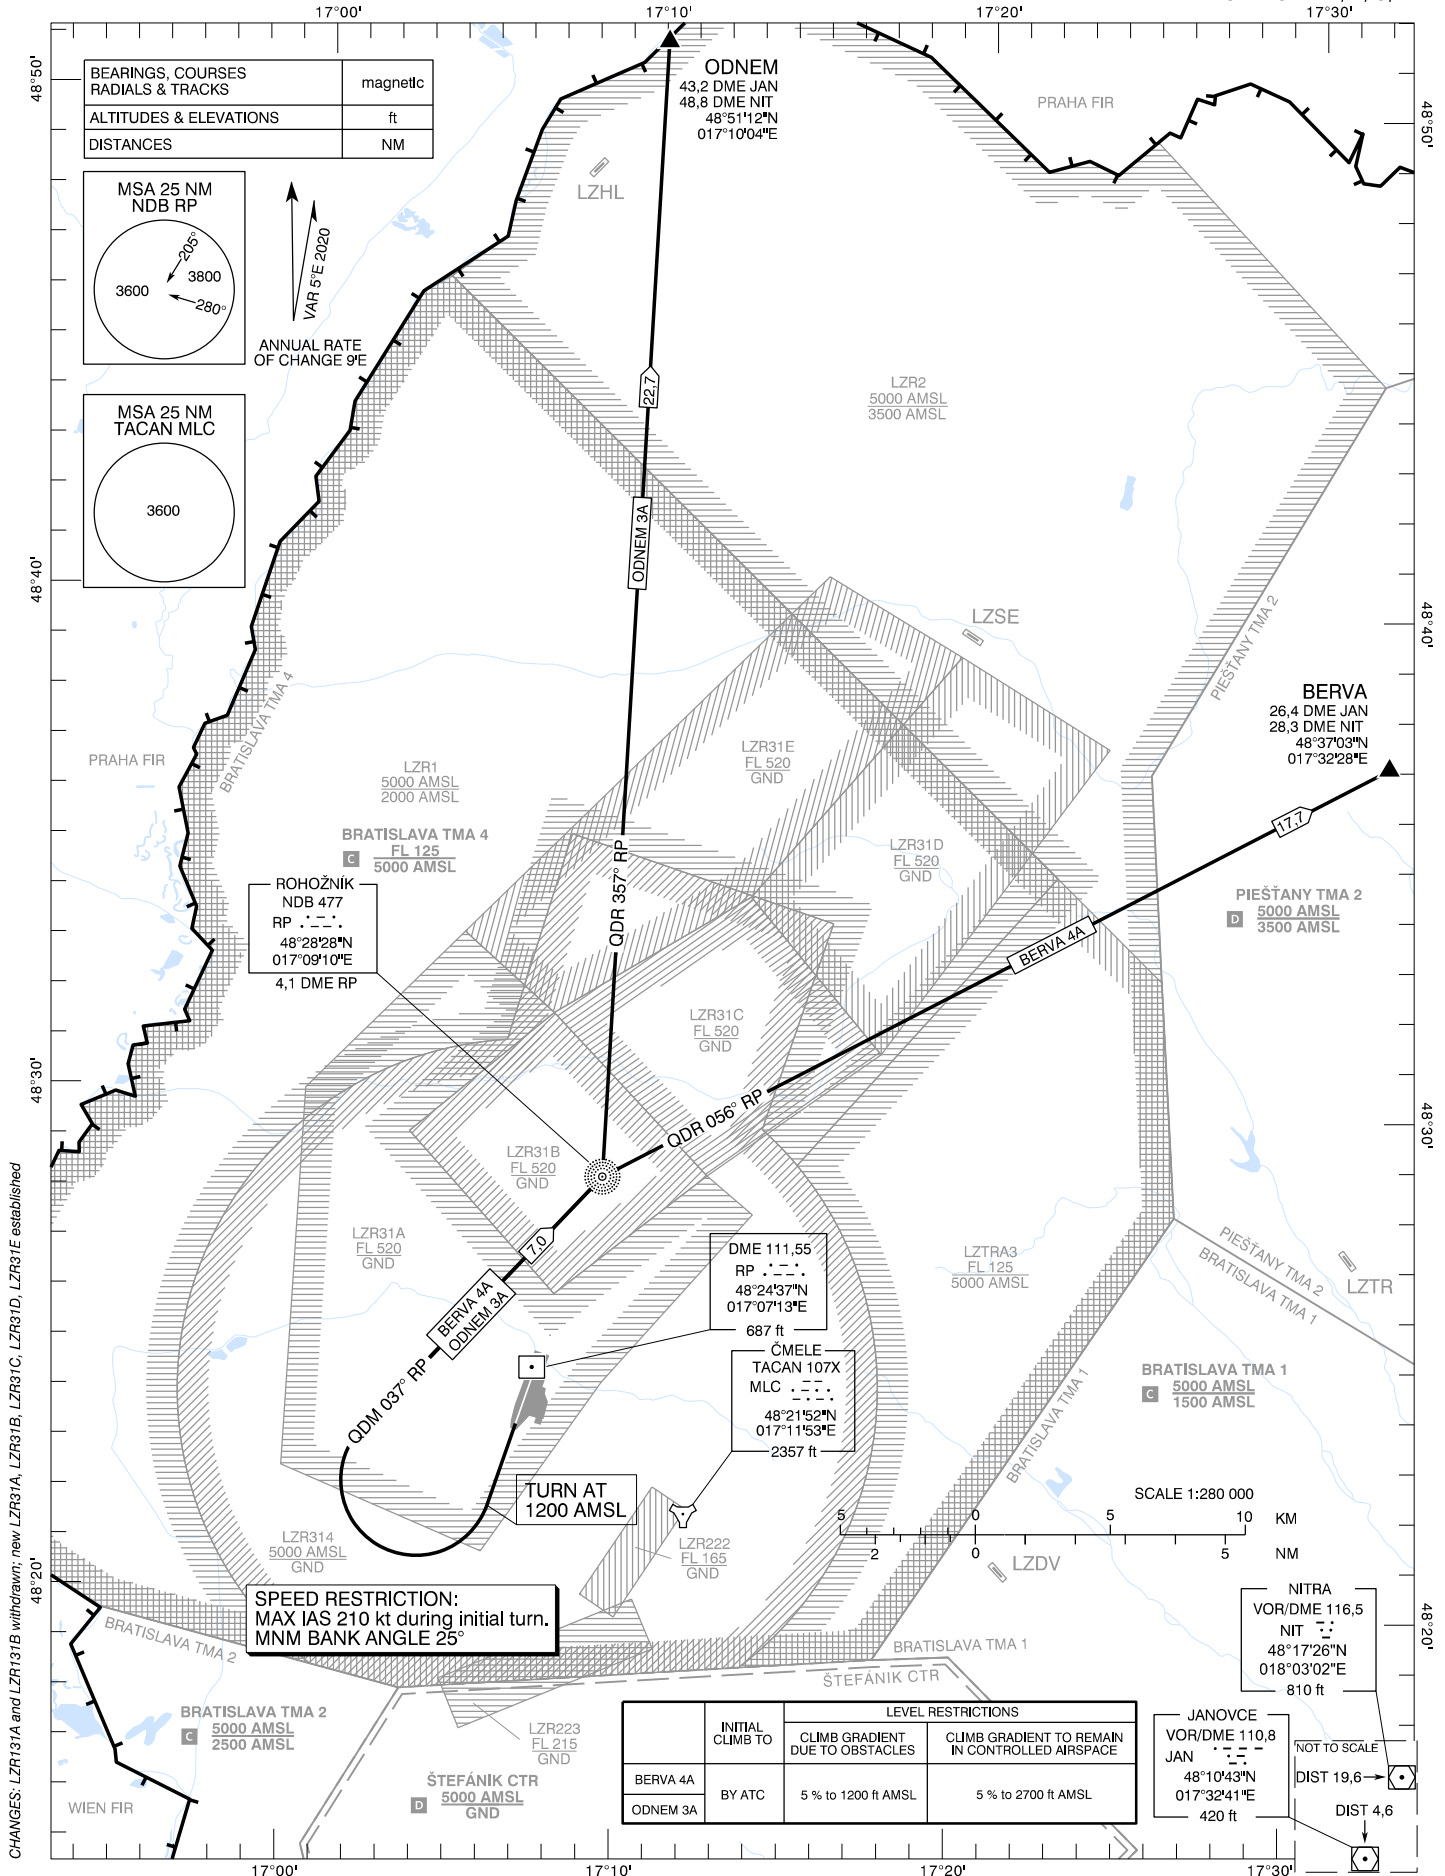 17°00'
17°10'
17°20'
17°30'
48°50'
48°50'
BEARINGS, COURSES
RADIALS & TRACKS
magnetic
ALTITUDES & ELEVATIONS
ft
DISTANCES
NM
ODNEM
43,2 DME JAN
48,8 DME NIT
48°51'12"N
017°10'04"E
PRAHA FIR
MSA 25 NM
NDB RP
205°
3800
3600
280°
VAR 5°E 2020
ANNUAL RATE
OF CHANGE 9'E
LZHL
MSA 25 NM
TACAN MLC
3600
22,7
LZR2
5000 AMSL
3500 AMSL
ODNEM 3A
48°40'
48°40'
LZSE
PIEŠŤANY TMA 2
BRATISLAVA TMA 4
PRAHA FIR
BERVA
26,4 DME JAN
28,3 DME NIT
48°37'03"N
017°32'28"E
LZR1
5000 AMSL
2000 AMSL
LZR31E
FL 520
GND
17,7
BRATISLAVA TMA 4
C
FL 125
5000 AMSL
LZR31D
FL 520
GND
QDR 357° RP
ROHOŽNÍK
NDB 477
RP
48°28'28"N
017°09'10"E
4,1 DME RP
PIEŠŤANY TMA 2
D
5000 AMSL
3500 AMSL
BERVA 4A
LZR31C
FL 520
GND
48°30'
48°30'
QDR 056° RP
LZR31B
FL 520
GND
LZR31A
FL 520
GND
7,0
DME 111,55
RP
48°24'37"N
017°07'13"E
687 ft
LZTRA3
FL 125
5000 AMSL
PIEŠŤANY TMA 2
BRATISLAVA TMA 1
LZTR
BERVA 4A
ODNEM 3A
QDM 037° RP
ČMELE
TACAN 107X
MLC
48°21'52"N
017°11'53"E
2357 ft
BRATISLAVA TMA 1
C
5000 AMSL
1500 AMSL
BRATISLAVA TMA 1
TURN AT
1200 AMSL
SCALE 1:280 000
5 0 5 10 KM
2 0 5 NM
LZR314
5000 AMSL
GND
LZR222
FL 165
GND
LZDV
48°20'
48°20'
SPEED RESTRICTION:
MAX IAS 210 kt during initial turn.
MNM BANK ANGLE 25°
BRATISLAVA TMA 2
BRATISLAVA TMA 1
ŠTEFÁNIK CTR
NITRA
VOR/DME 116,5
NIT
48°17'26"N
018°03'02"E
810 ft
BRATISLAVA TMA 2
C
5000 AMSL
2500 AMSL
LZR223
FL 215
GND
ŠTEFÁNIK CTR
D
5000 AMSL
GND
WIEN FIR
INITIAL
CLIMB TO
LEVEL RESTRICTIONS
CLIMB GRADIENT
DUE TO OBSTACLES
CLIMB GRADIENT TO REMAIN
IN CONTROLLED AIRSPACE
BERVA 4A
ODNEM 3A
BY ATC
5 % to 1200 ft AMSL
5 % to 2700 ft AMSL
JANOVCE
VOR/DME 110,8
JAN
48°10'43"N
017°32'41"E
420 ft
NOT TO SCALE
DIST 19,6
DIST 4,6
17°00'
17°10'
17°20'
17°30'
CHANGES: LZR131A and LZR131B withdrawn; new LZR31A, LZR31B, LZR31C, LZR31D, LZR31E established